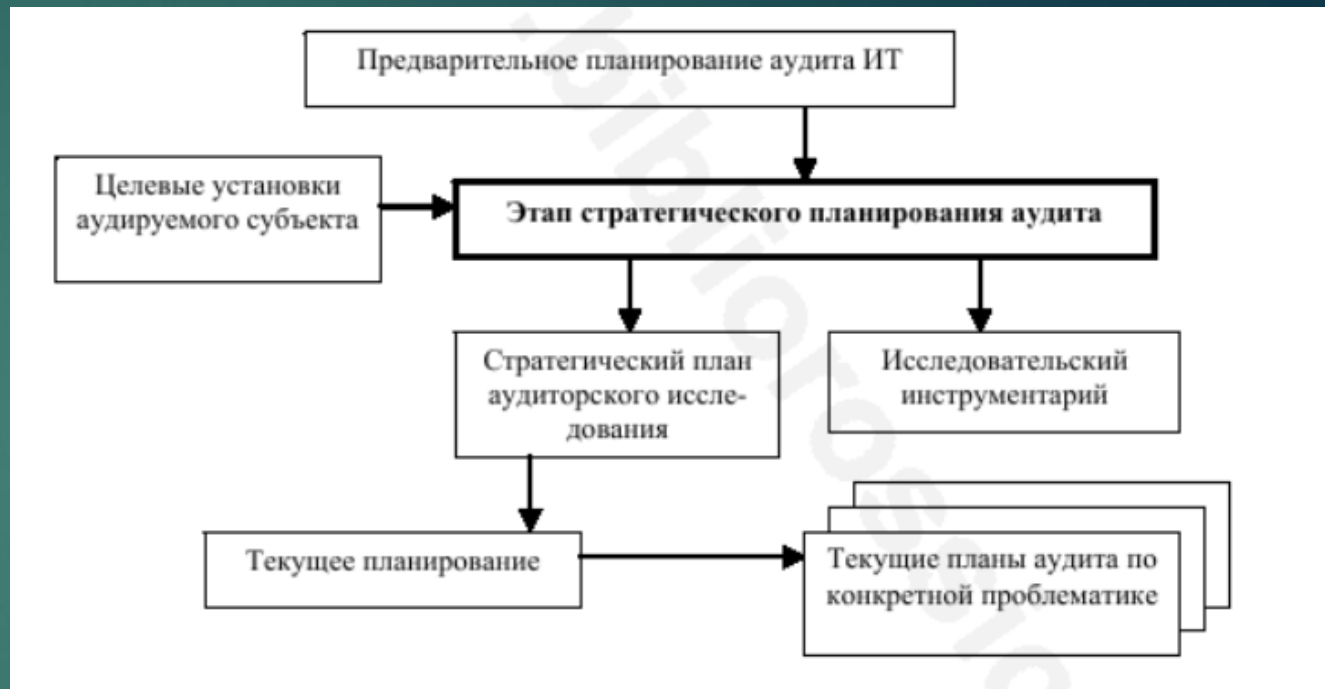 Предварительное планирование аудита ИТ
Целевые установки
аудируемого субъекта
Этап стратегического планирования аудита
Стратегический план
аудиторского иссле-
дования
Исследовательский
инструментарий
Текущее планирование
Текущие планы аудита по
конкретной проблематике
.bibliorossic